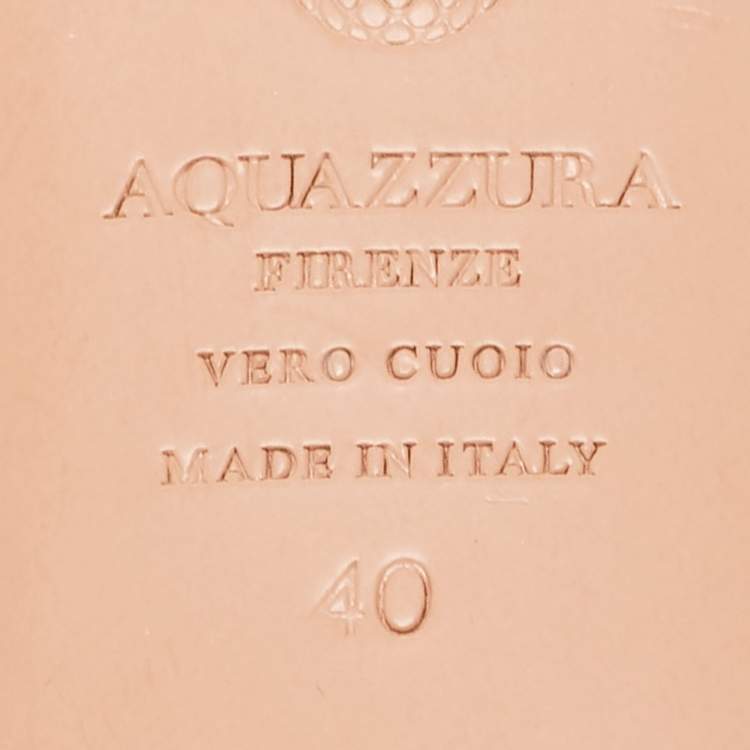 AQUAZZURA
FIRENZE
VERO CUOIO
MADE IN ITALY
40